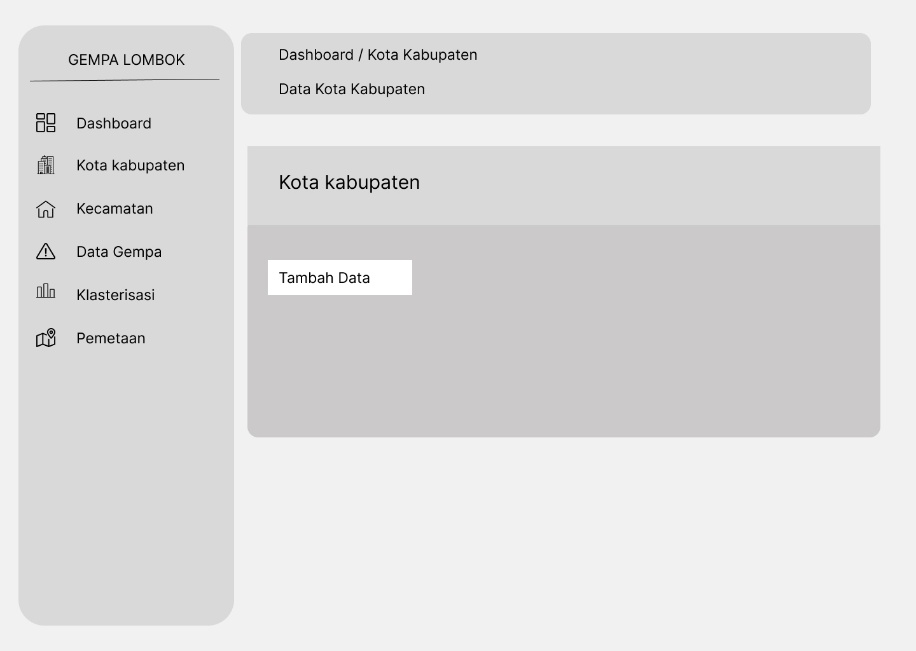 GEMPA LOMBOK
Dashboard
Kota kabupaten
Kecamatan
Data Gempa
Klasterisasi
Pemetaan
Dashboard / Kota Kabupaten
Data Kota Kabupaten
Kota kabupaten
Tambah Data